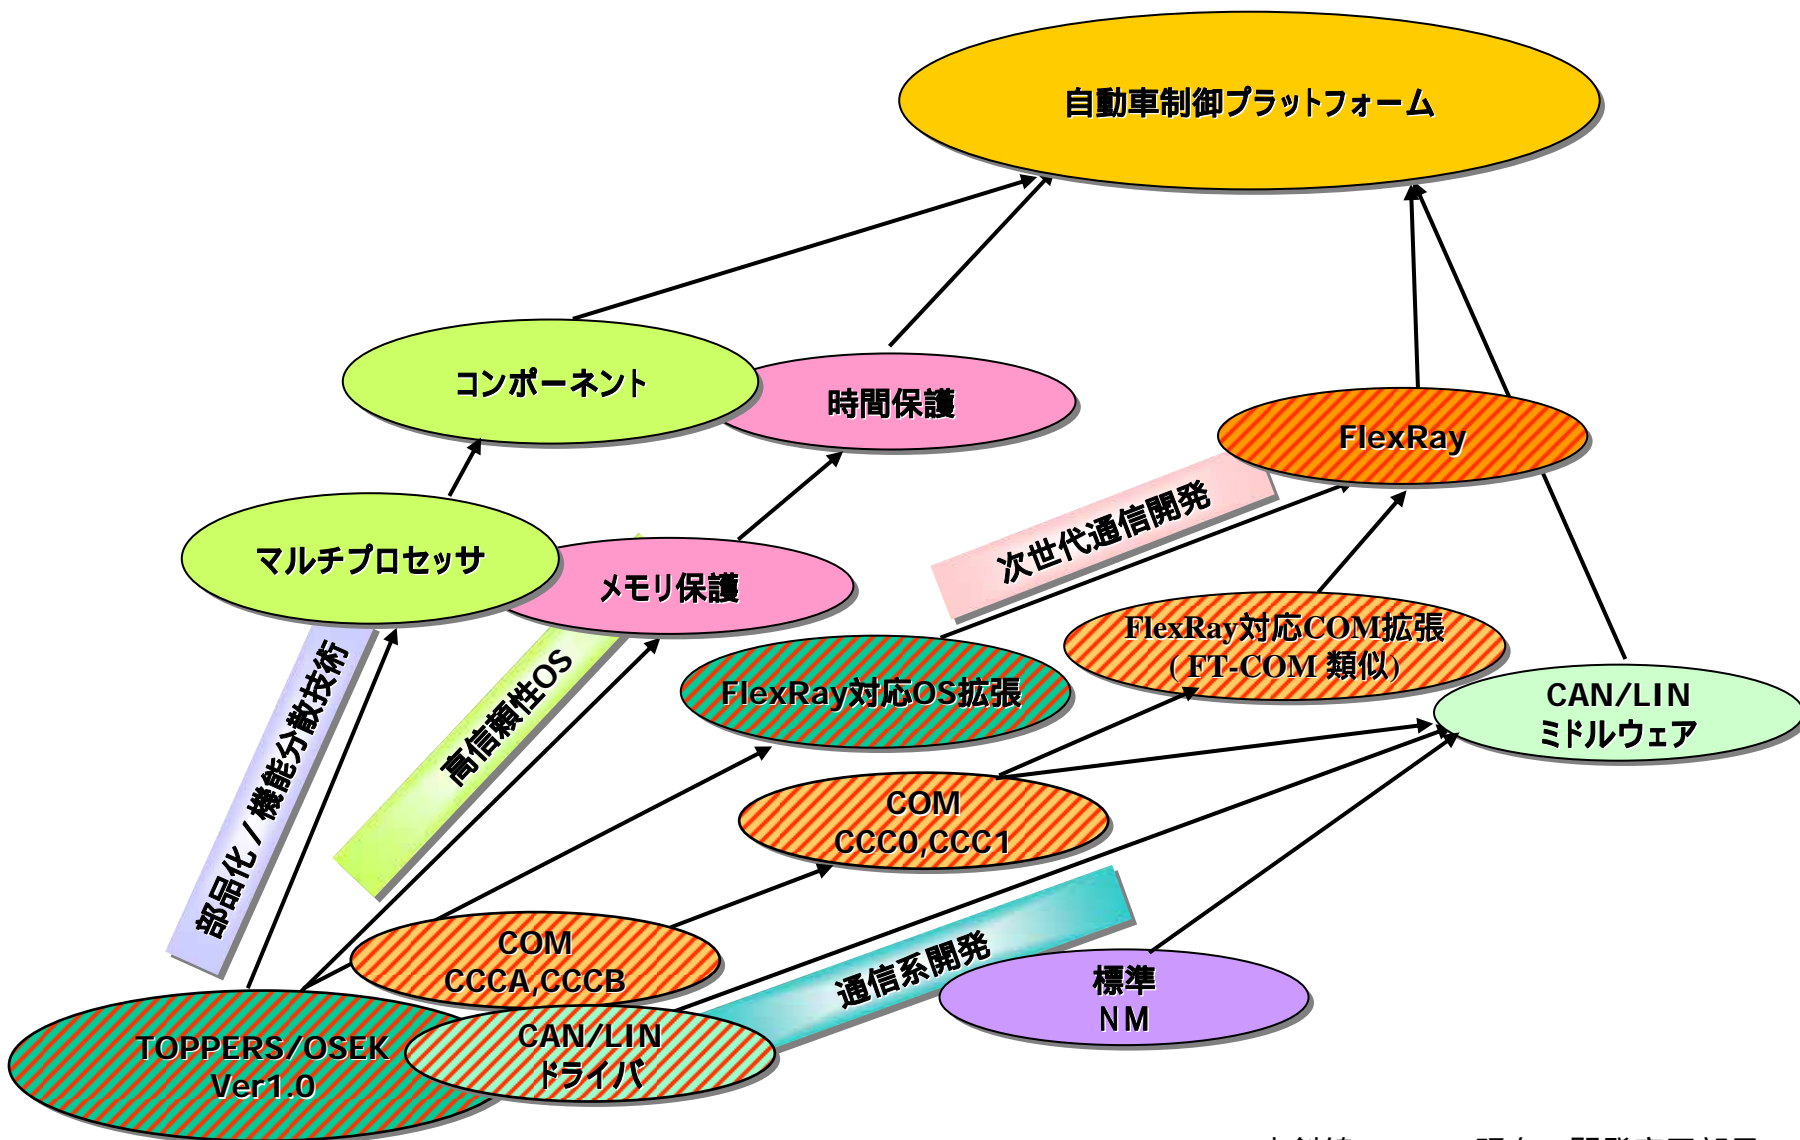 自動車制御プラットフォーム
コンポーネント
時間保護
FlexRay
マルチプロセッサ
メモリ保護
次世代通信開発
FlexRay対応COM拡張
( FT-COM 類似)
FlexRay対応OS拡張
CAN/LIN
ミドルウェア
部品化 / 機能分散技術
高信頼性OS
COM
CCC0,CCC1
COM
CCCA,CCCB
通信系開発
標準
NM
TOPPERS/OSEK
Ver1.0
CAN/LIN
ドライバ